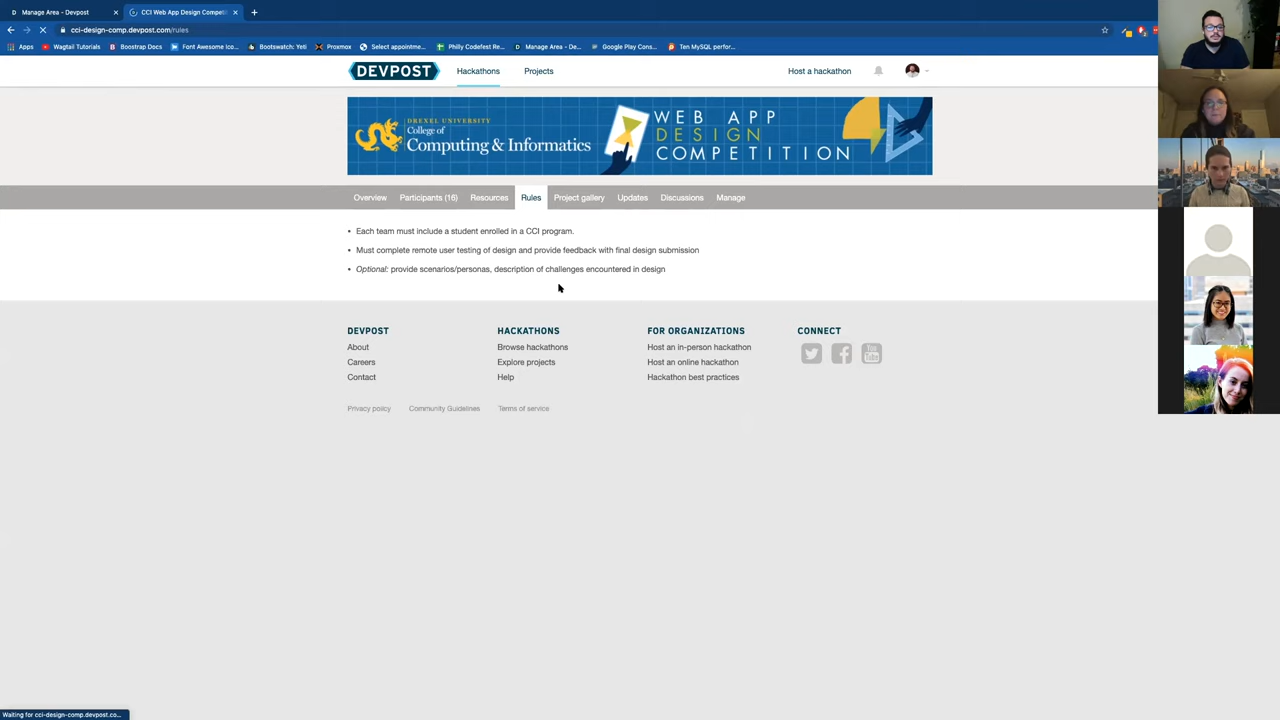 Manage Area - Devpost
CCI Web App Design Competi
cci-design-comp.devpost.com/rules
Apps
Wagtail Tutorials
Boostrap Docs
Font Awesome Ico...
Bootswatch: Yeti
Proxmox
Select appointme...
Philly Codefest Re...
Manage Area - De...
Google Play Cons...
Ten MySQL perfor...
DEVPOST
Hackathons
Projects
Host a hackathon
DREXEL UNIVERSITY
College of
Computing & Informatics
WEB APP
DESIGN
COMPETITION
Overview
Participants (16)
Resources
Rules
Project gallery
Updates
Discussions
Manage
• Each team must include a student enrolled in a CCI program.
• Must complete remote user testing of design and provide feedback with final design submission
• Optional: provide scenarios/personas, description of challenges encountered in design
DEVPOST
About
Careers
Contact
HACKATHONS
Browse hackathons
Explore projects
Help
FOR ORGANIZATIONS
Host an in-person hackathon
Host an online hackathon
Hackathon best practices
CONNECT
You
Tube
Privacy policy
Community Guidelines
Terms of service
Waiting for cci-design-comp.devpost.co...